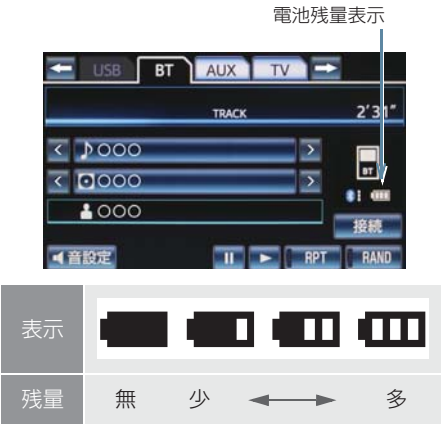 電池残量表示
USB BT AUX TV
TRACK 2'31"
○○○
BT
○○○
○○○
接続
音設定 RPT RAND
表示
残量 無 少 多